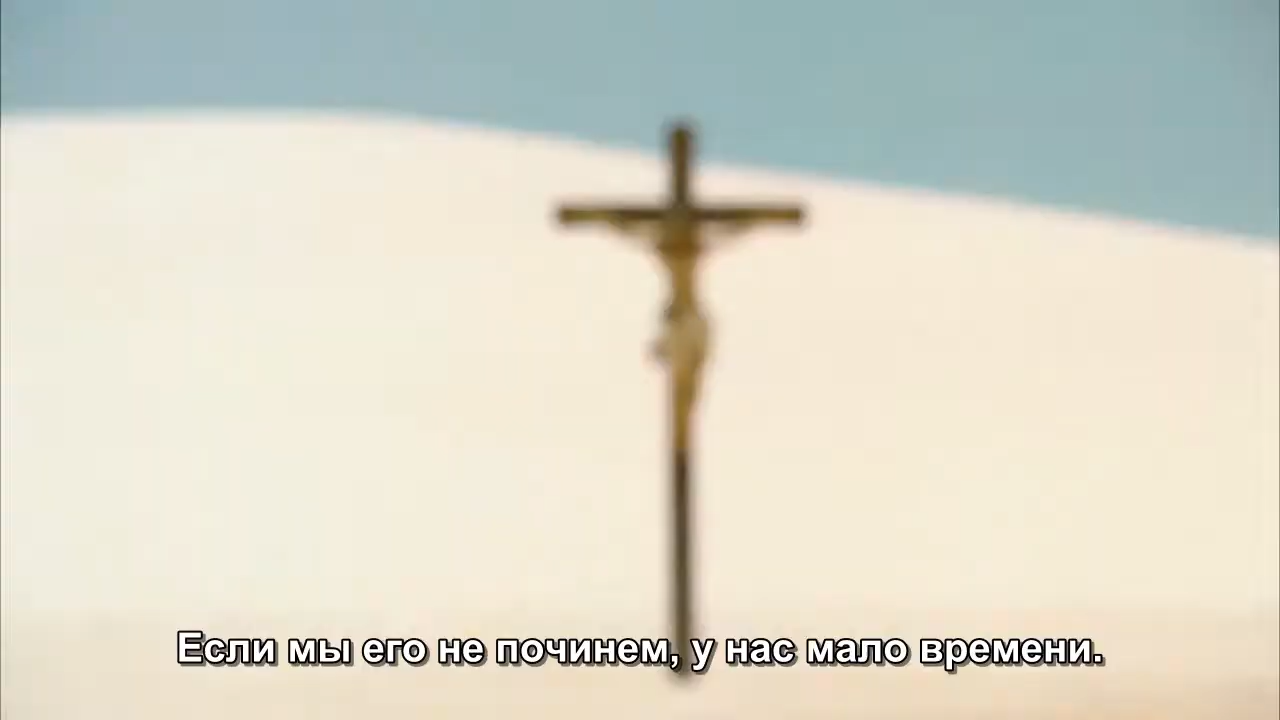 Если мы его не починем, у нас мало времени.